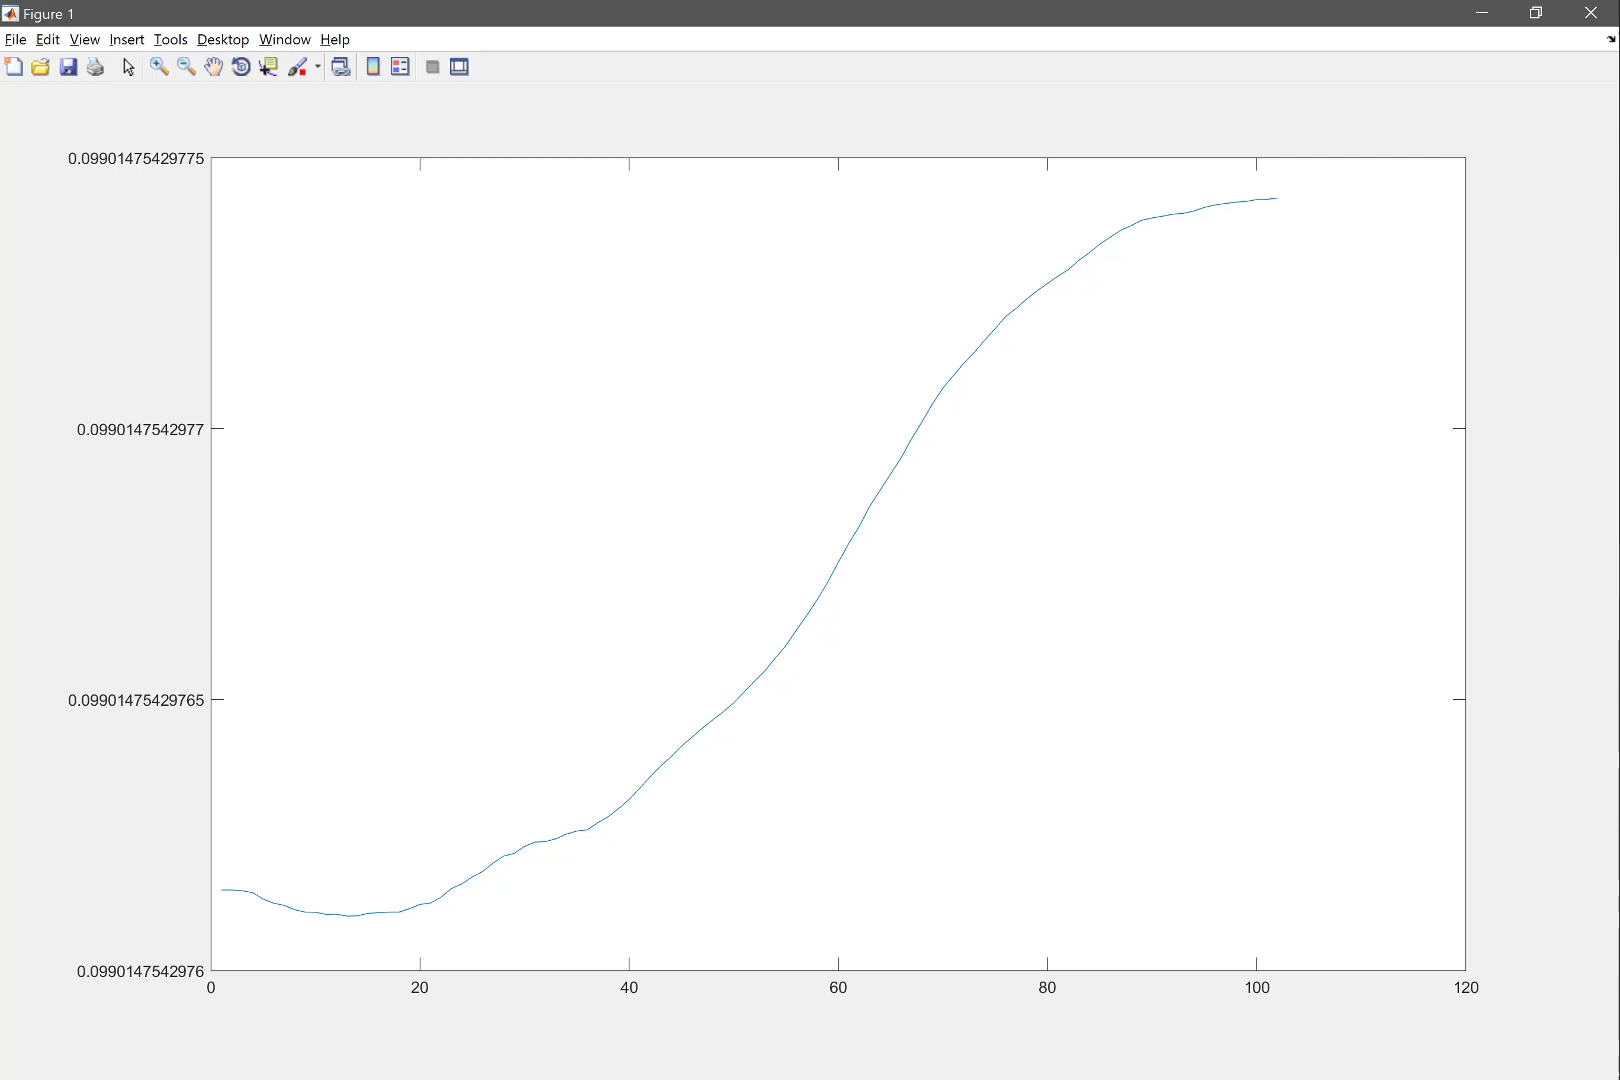 Figure 1
File Edit View Insert Tools Desktop Window Help
0.09901475429775
0.0990147542977
0.09901475429765
0.0990147542976
0 20 40 60 80 100 120